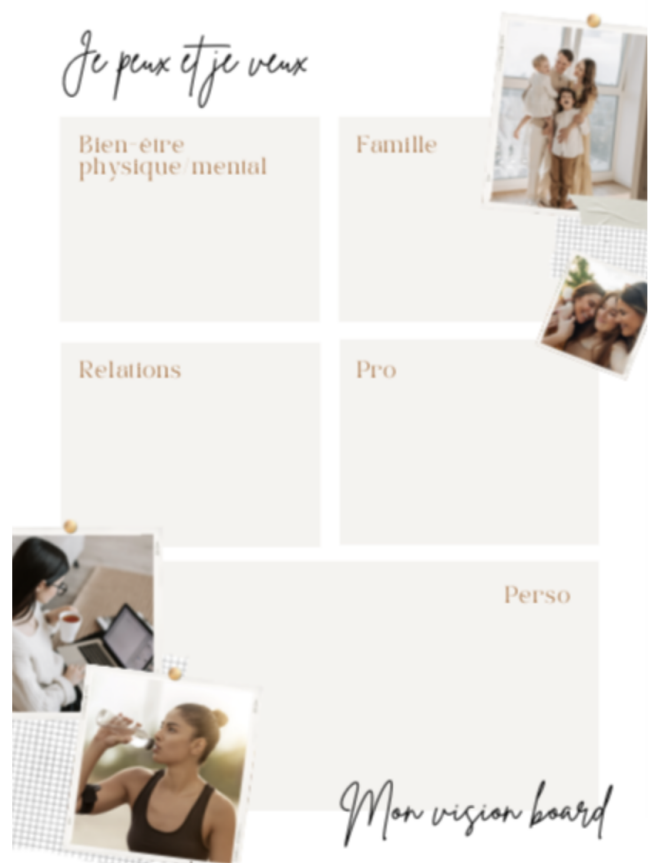 Je peux et je veux
Bien-être
physique/mental
Famille
Relations
Pro
Perso
Mon vision board